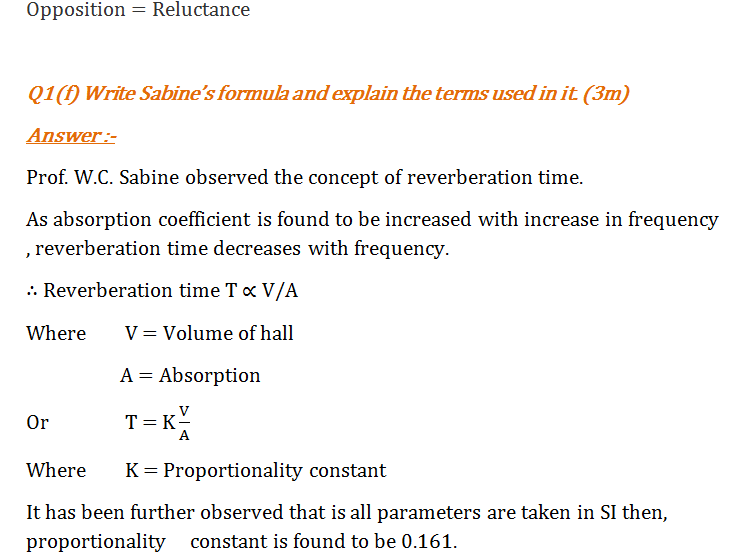 Opposition = Reluctance
Q1(f) Write Sabine's formula and explain the terms used in it. (3m)
Answer :-
Prof. W.C. Sabine observed the concept of reverberation time.
As absorption coefficient is found to be increased with increase in frequency
, reverberation time decreases with frequency.
∴ Reverberation time T ∝ V/A
Where V = Volume of hall
A = Absorption
Or T = K V/A
Where K = Proportionality constant
It has been further observed that is all parameters are taken in SI then,
proportionality constant is found to be 0.161.